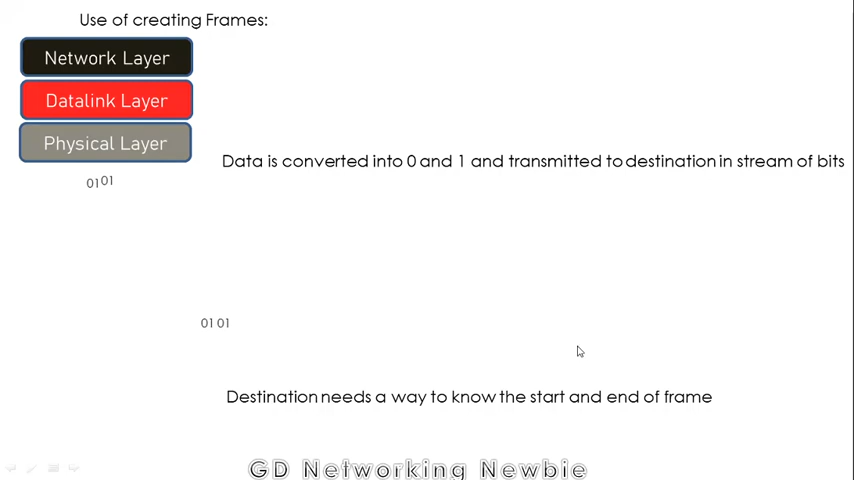 Use of creating Frames:
Network Layer
Datalink Layer
Physical Layer
Data is converted into 0 and 1 and transmitted to destination in stream of bits
0101
0101
Destination needs a way to know the start and end of frame
GD Networking Newbie